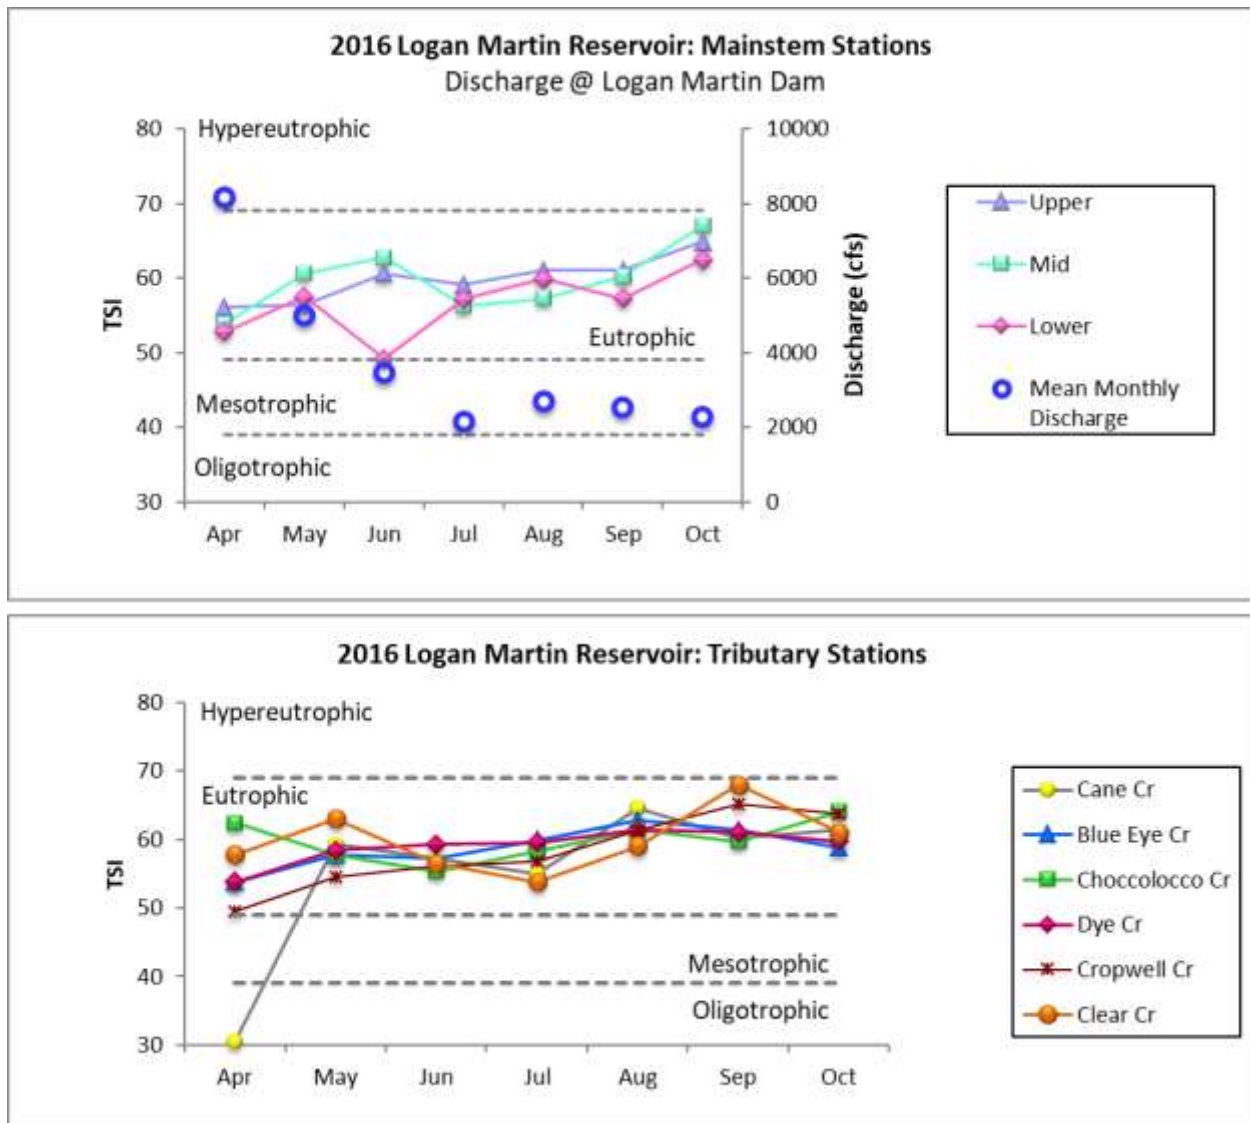 2016 Logan Martin Reservoir: Mainstem Stations
Discharge @ Logan Martin Dam
TSI
80
70
60
50
40
30
Hypereutrophic
Eutrophic
Mesotrophic
Oligotrophic
10000
8000
6000
4000
2000
0
Discharge (cfs)
Apr May Jun Jul Aug Sep Oct
Upper
Mid
Lower
Mean Monthly
Discharge
2016 Logan Martin Reservoir: Tributary Stations
TSI
80
70
60
50
40
30
Hypereutrophic
Eutrophic
Mesotrophic
Oligotrophic
Apr May Jun Jul Aug Sep Oct
Cane Cr
Blue Eye Cr
Choccolocco Cr
Dye Cr
Cropwell Cr
Clear Cr